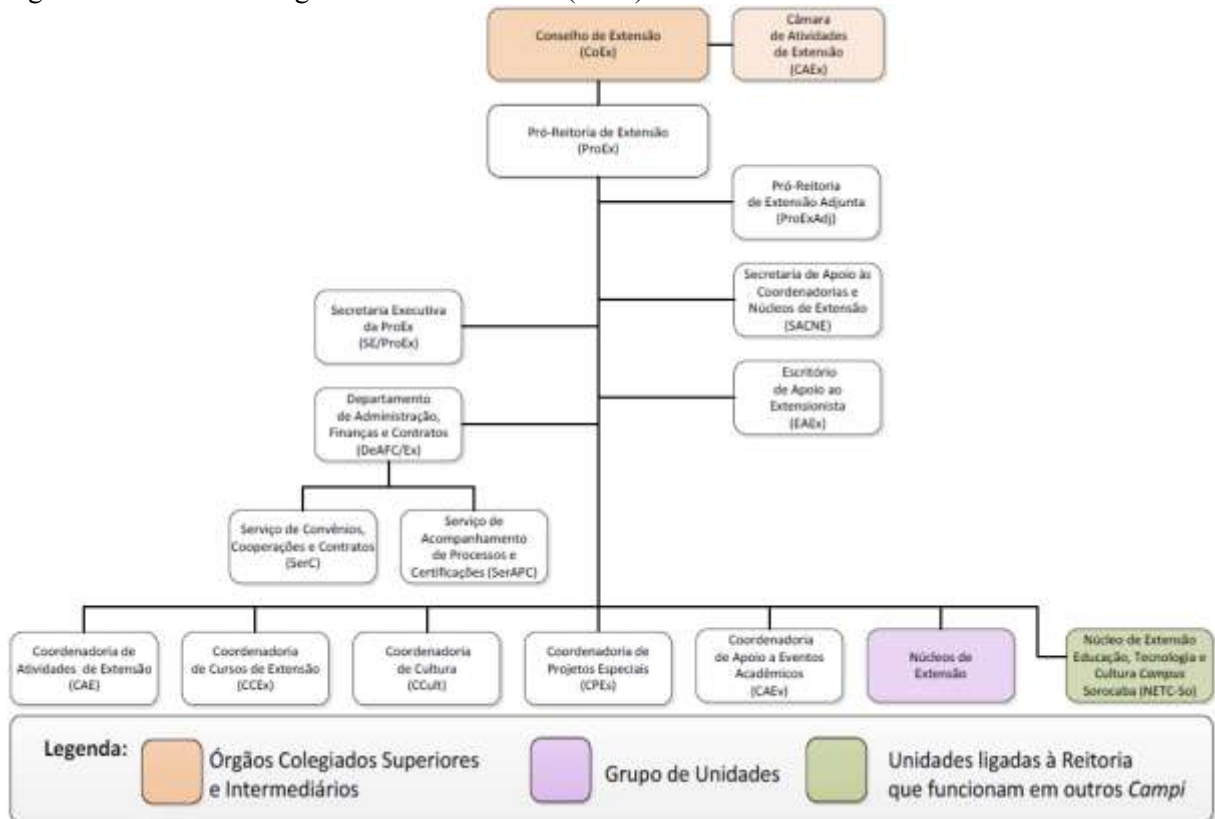 Conselho de Extensão
(CoEx)
Câmara
de Atividades
de Extensão
(CAEx)
Pró-Reitoria de Extensão
(ProEx)
Pró-Reitoria
de Extensão Adjunta
(ProExAdj)
Secretaria de Apoio às
Coordenadorias e
Núcleos de Extensão
(SACNE)
Secretaria Executiva
da ProEx
(SE/ProEx)
Escritório
de Apoio ao
Extensionista
(EAEx)
Departamento
de Administração,
Finanças e Contratos
(DeAFC/Ex)
Serviço de Convênios,
Cooperações e Contratos
(SerC)
Serviço de
Acompanhamento
de Processos e
Certificações (SerAPC)
Coordenadoria de
Atividades de Extensão
(CAE)
Coordenadoria
de Cursos de Extensão
(CCEx)
Coordenadoria
de Cultura
(CCult)
Coordenadoria de
Projetos Especiais
(CPEs)
Coordenadoria
de Apoio a Eventos
Acadêmicos
(CAEv)
Núcleos de
Extensão
Núcleo de Extensão
Educação, Tecnologia e
Cultura Campus
Sorocaba (NETC-So)
Legenda:
Órgãos Colegiados Superiores
e Intermediários
Grupo de Unidades
Unidades ligadas à Reitoria
que funcionam em outros Campi